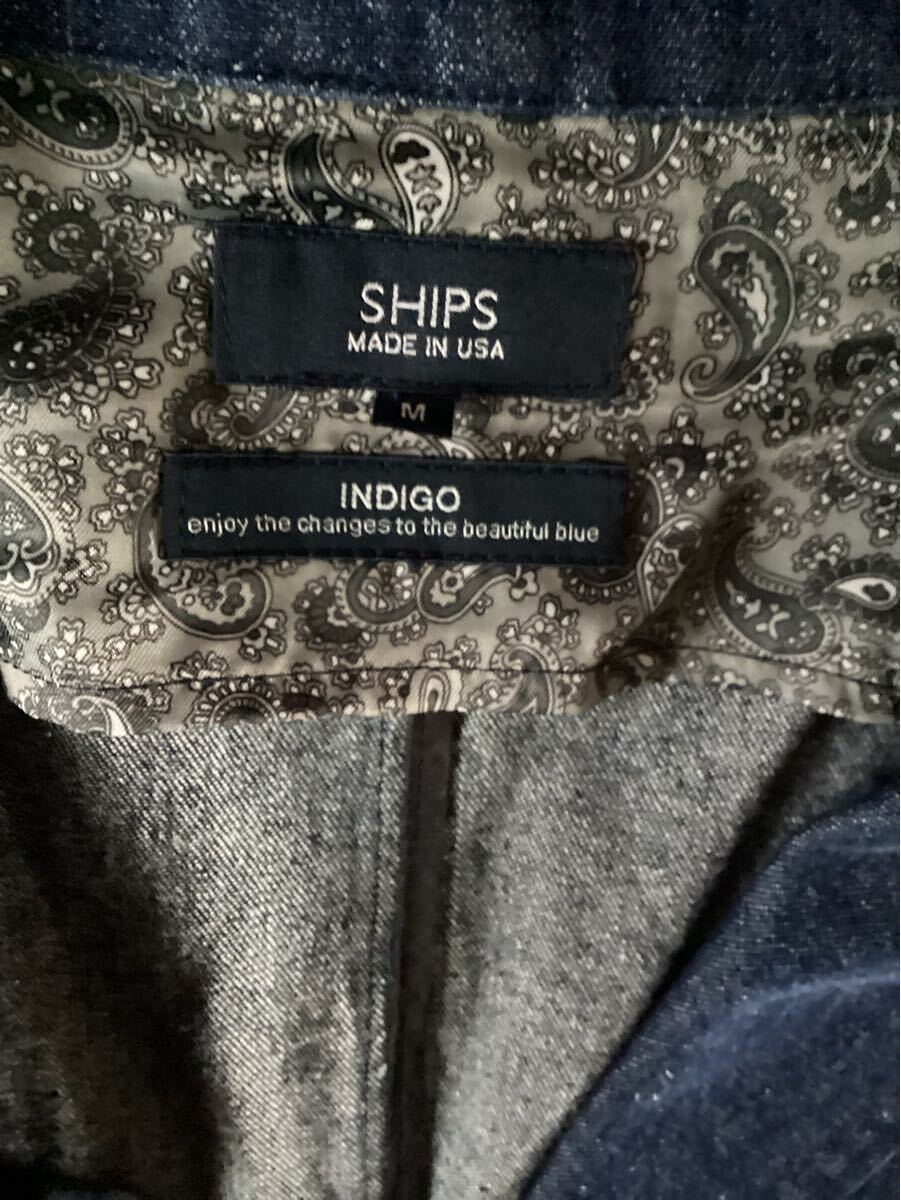 SHIPS
MADE IN USA
M
INDIGO
enjoy the changes to the beautiful blue